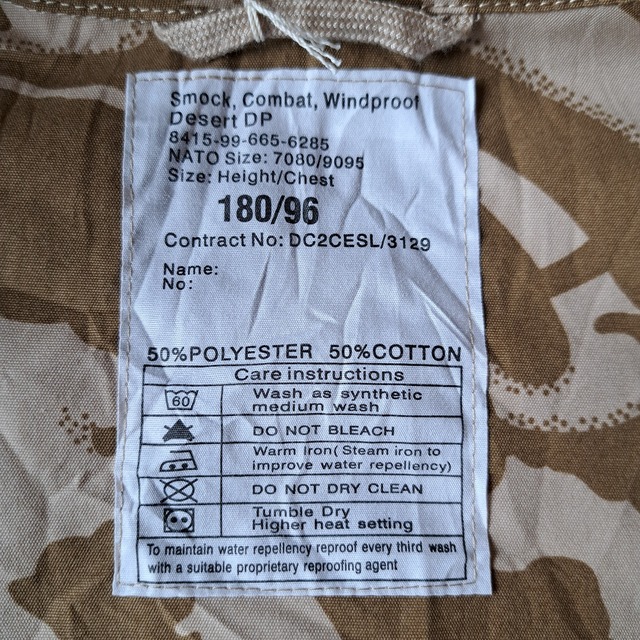 Smock, Combat, Windproof
Desert DP
8415-99-665-6285
NATO Size: 7080/9095
Size: Height/Chest
180/96
Contract No: DC2CESL/3129
Name:
No:
50%POLYESTER 50%COTTON
Care instructions
60
Wash as synthetic
medium wash
DO NOT BLEACH
Warm Iron(Steam iron to
improve water repellency)
DO NOT DRY CLEAN
Tumble Dry
Higher heat setting
To maintain water repellency reproof every third wash
with a suitable proprietary reproofing agent